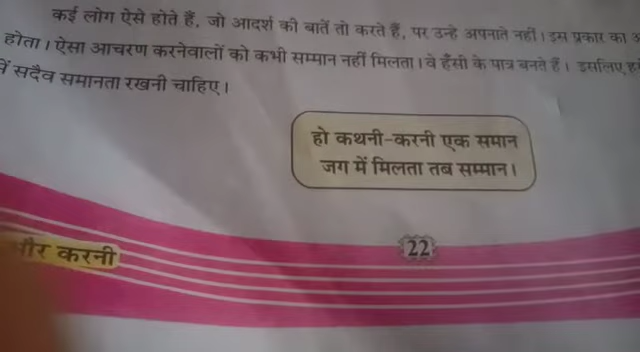 कई लोग ऐसे होते हैं, जो आदर्श की बातें तो करते हैं, पर उन्हें अपनाते नहीं। इस प्रकार का
होता। ऐसा आचरण करनेवालों को कभी सम्मान नहीं मिलता। वे हँसी के पात्र बनते हैं। इसलिए
में सदैव समानता रखनी चाहिए।
हो कथनी-करनी एक समान
जग में मिलता तब सम्मान।
22
और करनी